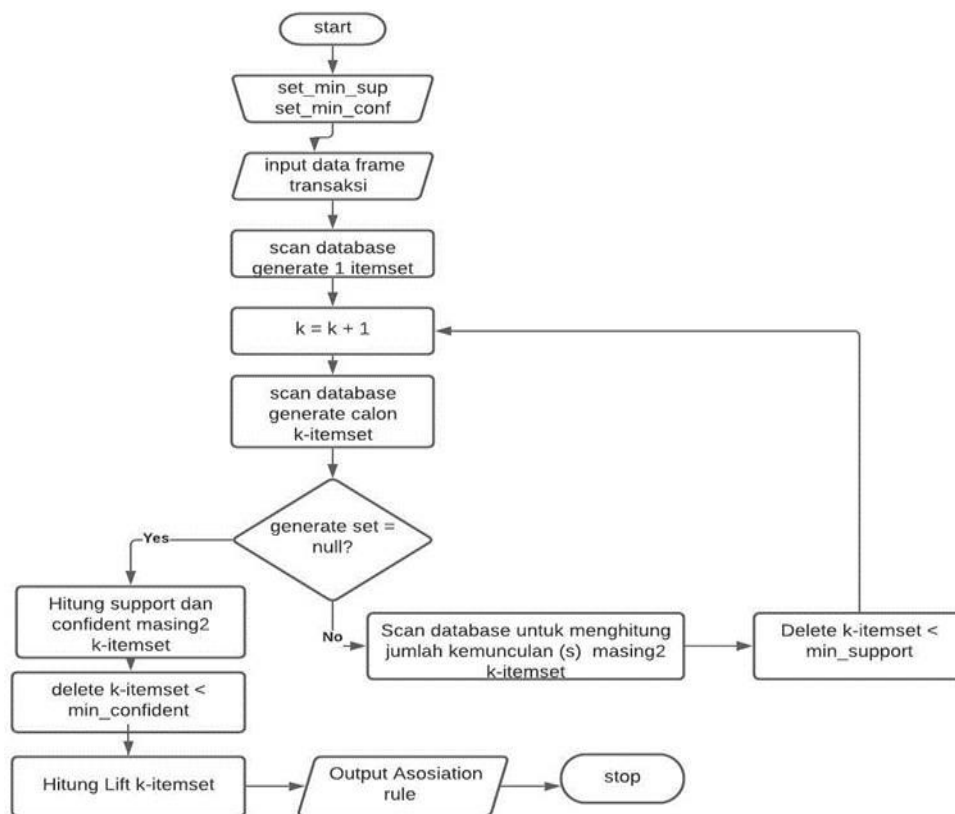 start
set_min_sup
set_min_conf
input data frame
transaksi
scan database
generate 1 itemset
k = k + 1
scan database
generate calon
k-itemset
generate set =
null?
Yes
No
Hitung support dan
confident masing2
k-itemset
Scan database untuk menghitung
jumlah kemunculan (s) masing2
k-itemset
Delete k-itemset <
min_support
delete k-itemset <
min_confident
Hitung Lift k-itemset
Output Asosiation
rule
stop